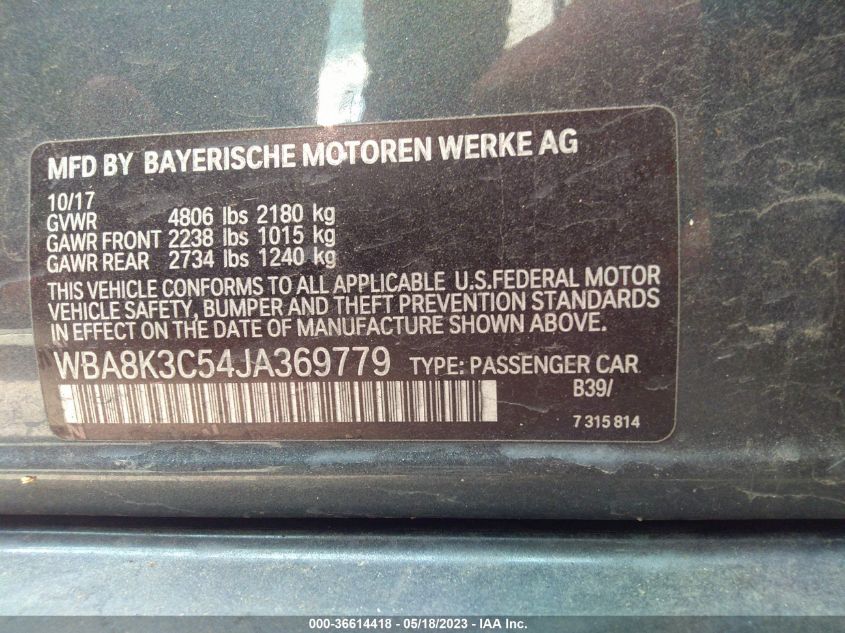 MFD BY BAYERISCHE MOTOREN WERKE AG
10/17
GVWR 4806 lbs 2180 kg
GAWR FRONT 2238 lbs 1015 kg
GAWR REAR 2734 lbs 1240 kg
THIS VEHICLE CONFORMS TO ALL APPLICABLE U.S.FEDERAL MOTOR
VEHICLE SAFETY, BUMPER AND THEFT PREVENTION STANDARDS
IN EFFECT ON THE DATE OF MANUFACTURE SHOWN ABOVE.
WBA8K3C54JA369779 TYPE: PASSENGER CAR
B39/
7 315 814
000-36614418 - 05/18/2023 - IAA Inc.